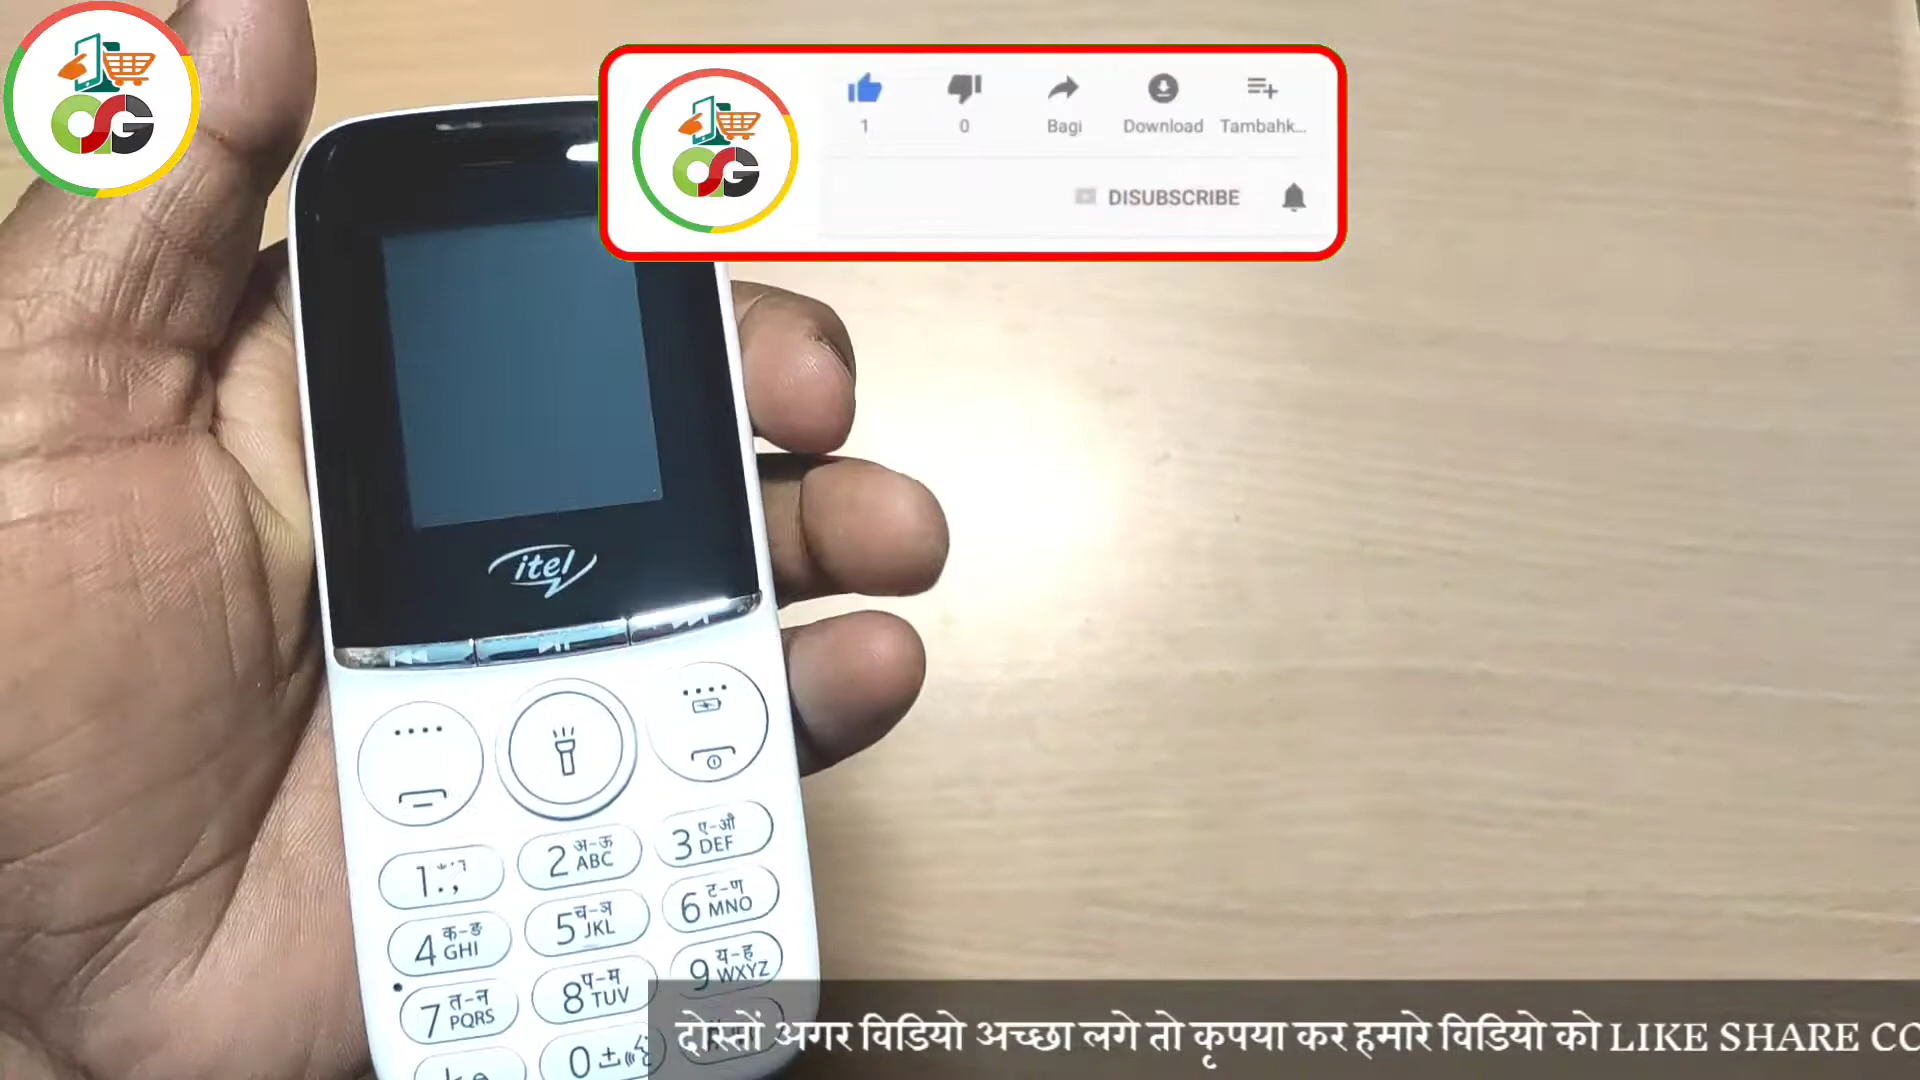 1
0
Bagi
Download
Tambahk...
DISUBSCRIBE
itel
1
2 अ-ऊ ABC
3 ए-औ DEF
4 क-ङ GHI
5 च-ञ JKL
6 ट-ण MNO
7 त-न PQRS
8 प-म TUV
9 य-ह WXYZ
0
दोस्तों अगर विडियो अच्छा लगे तो कृपया कर हमारे विडियो को LIKE SHARE CO